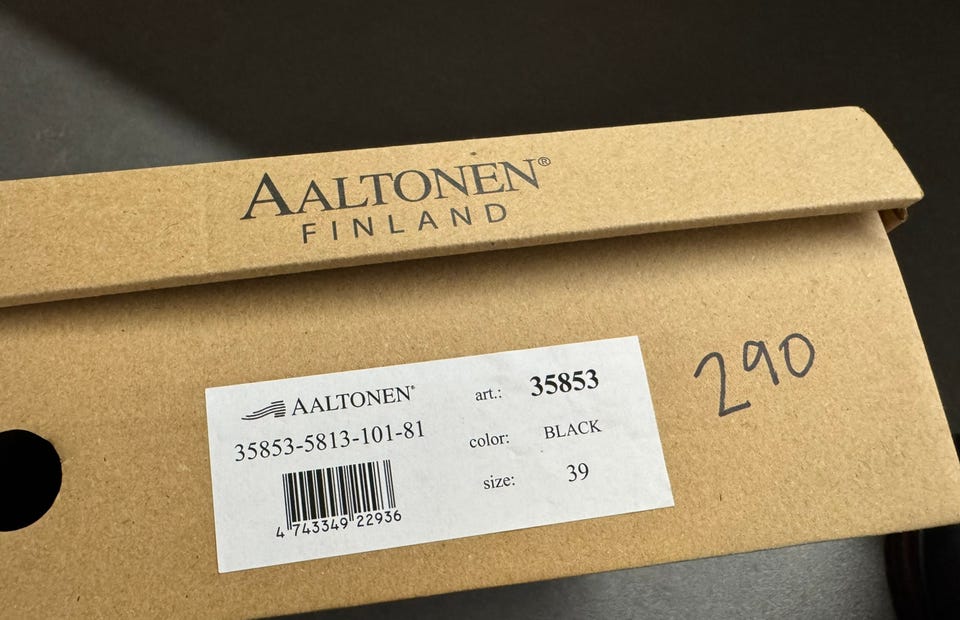 AALTONEN®
FINLAND
AALTONEN®
35853-5813-101-81
4 743349 22936
art.: 35853
color: BLACK
size: 39
290